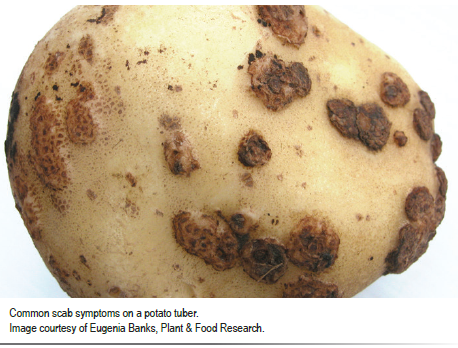 Common scab symptoms on a potato tuber.
Image courtesy of Eugenia Banks, Plant & Food Research.